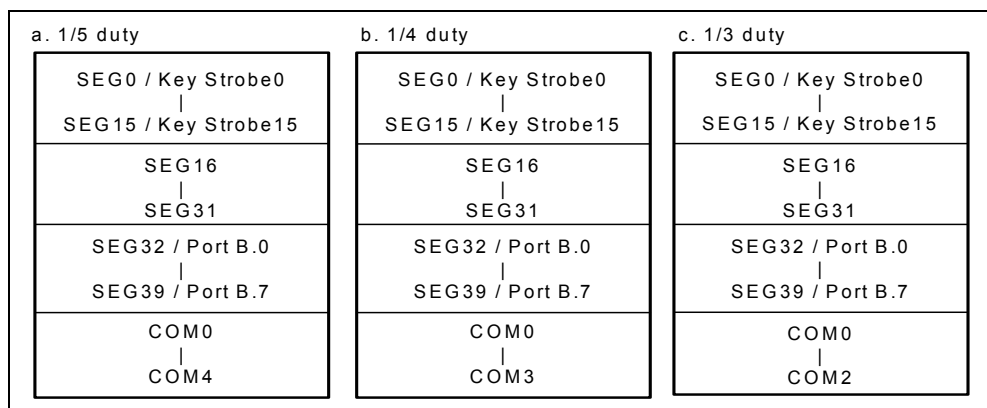 a. 1/5 duty
SEG0 / Key Strobe0
|
SEG15 / Key Strobe15
SEG16
|
SEG31
SEG32 / Port B.0
|
SEG39 / Port B.7
COM0
|
COM4
b. 1/4 duty
SEG0 / Key Strobe0
|
SEG15 / Key Strobe15
SEG16
|
SEG31
SEG32 / Port B.0
|
SEG39 / Port B.7
COM0
|
COM3
c. 1/3 duty
SEG0 / Key Strobe0
|
SEG15 / Key Strobe15
SEG16
|
SEG31
SEG32 / Port B.0
|
SEG39 / Port B.7
COM0
|
COM2